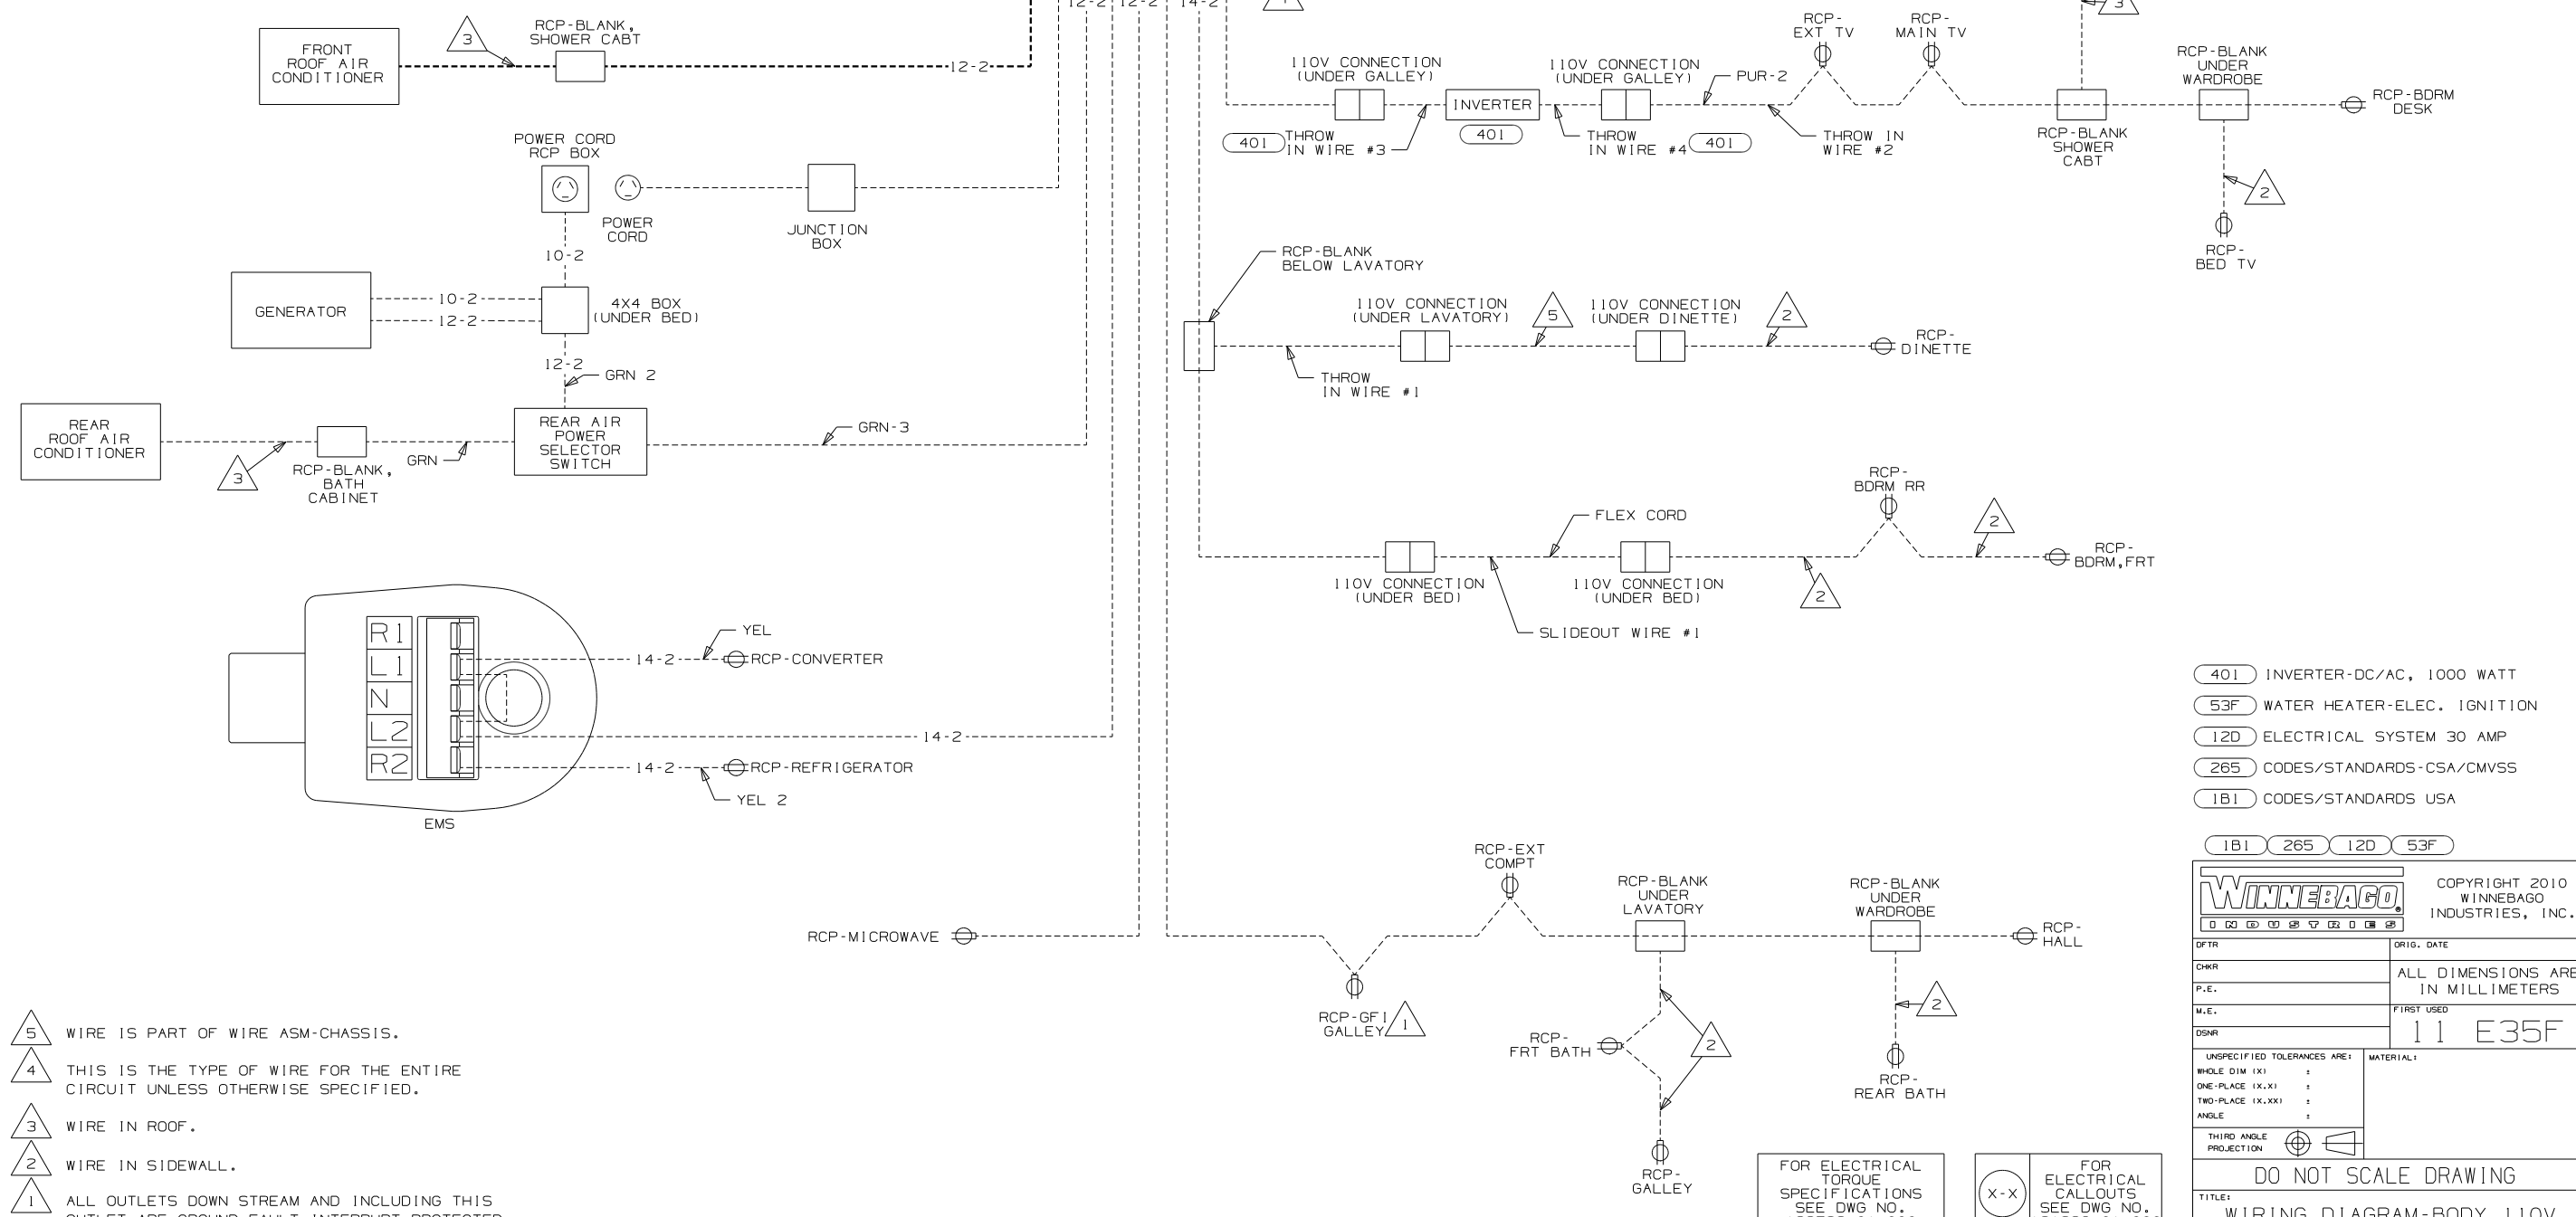 12-2
12-2
14-2
3
FRONT
ROOF AIR
CONDITIONER
3
RCP-BLANK,
SHOWER CABT
12-2
110V CONNECTION
(UNDER GALLEY)
INVERTER
401
401
THROW
IN WIRE #3
110V CONNECTION
(UNDER GALLEY)
THROW
IN WIRE #4
401
PUR-2
THROW IN
WIRE #2
RCP-
EXT TV
RCP-
MAIN TV
RCP-BLANK
SHOWER
CABT
RCP-BLANK
UNDER
WARDROBE
RCP-BDRM
DESK
2
RCP-
BED TV
POWER CORD
RCP BOX
POWER
CORD
JUNCTION
BOX
10-2
GENERATOR
10-2
12-2
4X4 BOX
(UNDER BED)
12-2
GRN 2
REAR
ROOF AIR
CONDITIONER
3
RCP-BLANK,
BATH
CABINET
GRN
REAR AIR
POWER
SELECTOR
SWITCH
GRN-3
RCP-BLANK
BELOW LAVATORY
THROW
IN WIRE #1
110V CONNECTION
(UNDER LAVATORY)
5
110V CONNECTION
(UNDER DINETTE)
2
RCP-
DINETTE
110V CONNECTION
(UNDER BED)
FLEX CORD
SLIDEOUT WIRE #1
110V CONNECTION
(UNDER BED)
2
RCP-
BDRM RR
2
RCP-
BDRM,FRT
R1
L1
N
L2
R2
EMS
14-2
YEL
RCP-CONVERTER
14-2
14-2
RCP-REFRIGERATOR
YEL 2
RCP-MICROWAVE
RCP-GFI
GALLEY
1
RCP-EXT
COMPT
RCP-BLANK
UNDER
LAVATORY
RCP-BLANK
UNDER
WARDROBE
RCP-
HALL
RCP-
FRT BATH
2
RCP-
GALLEY
2
RCP-
REAR BATH
401 INVERTER-DC/AC, 1000 WATT
53F WATER HEATER-ELEC. IGNITION
12D ELECTRICAL SYSTEM 30 AMP
265 CODES/STANDARDS-CSA/CMVSS
1B1 CODES/STANDARDS USA
1B1 265 12D 53F
WINNEBAGO®
INDUSTRIES
COPYRIGHT 2010
WINNEBAGO
INDUSTRIES, INC.
DFTR
ORIG. DATE
CHKR
P.E.
M.E.
DSNR
ALL DIMENSIONS ARE
IN MILLIMETERS
FIRST USED
11 E35F
UNSPECIFIED TOLERANCES ARE:
WHOLE DIM (X) :
ONE-PLACE (X.X) :
TWO-PLACE (X.XX) :
ANGLE :
MATERIAL:
THIRD ANGLE
PROJECTION
DO NOT SCALE DRAWING
TITLE:
WIRING DIAGRAM-BODY 110V
5 WIRE IS PART OF WIRE ASM-CHASSIS.
4 THIS IS THE TYPE OF WIRE FOR THE ENTIRE
CIRCUIT UNLESS OTHERWISE SPECIFIED.
3 WIRE IN ROOF.
2 WIRE IN SIDEWALL.
1 ALL OUTLETS DOWN STREAM AND INCLUDING THIS
OUTLET ARE GROUND FAULT INTERRUPT PROTECTED
FOR ELECTRICAL
TORQUE
SPECIFICATIONS
SEE DWG NO.
X-X
FOR
ELECTRICAL
CALLOUTS
SEE DWG NO.